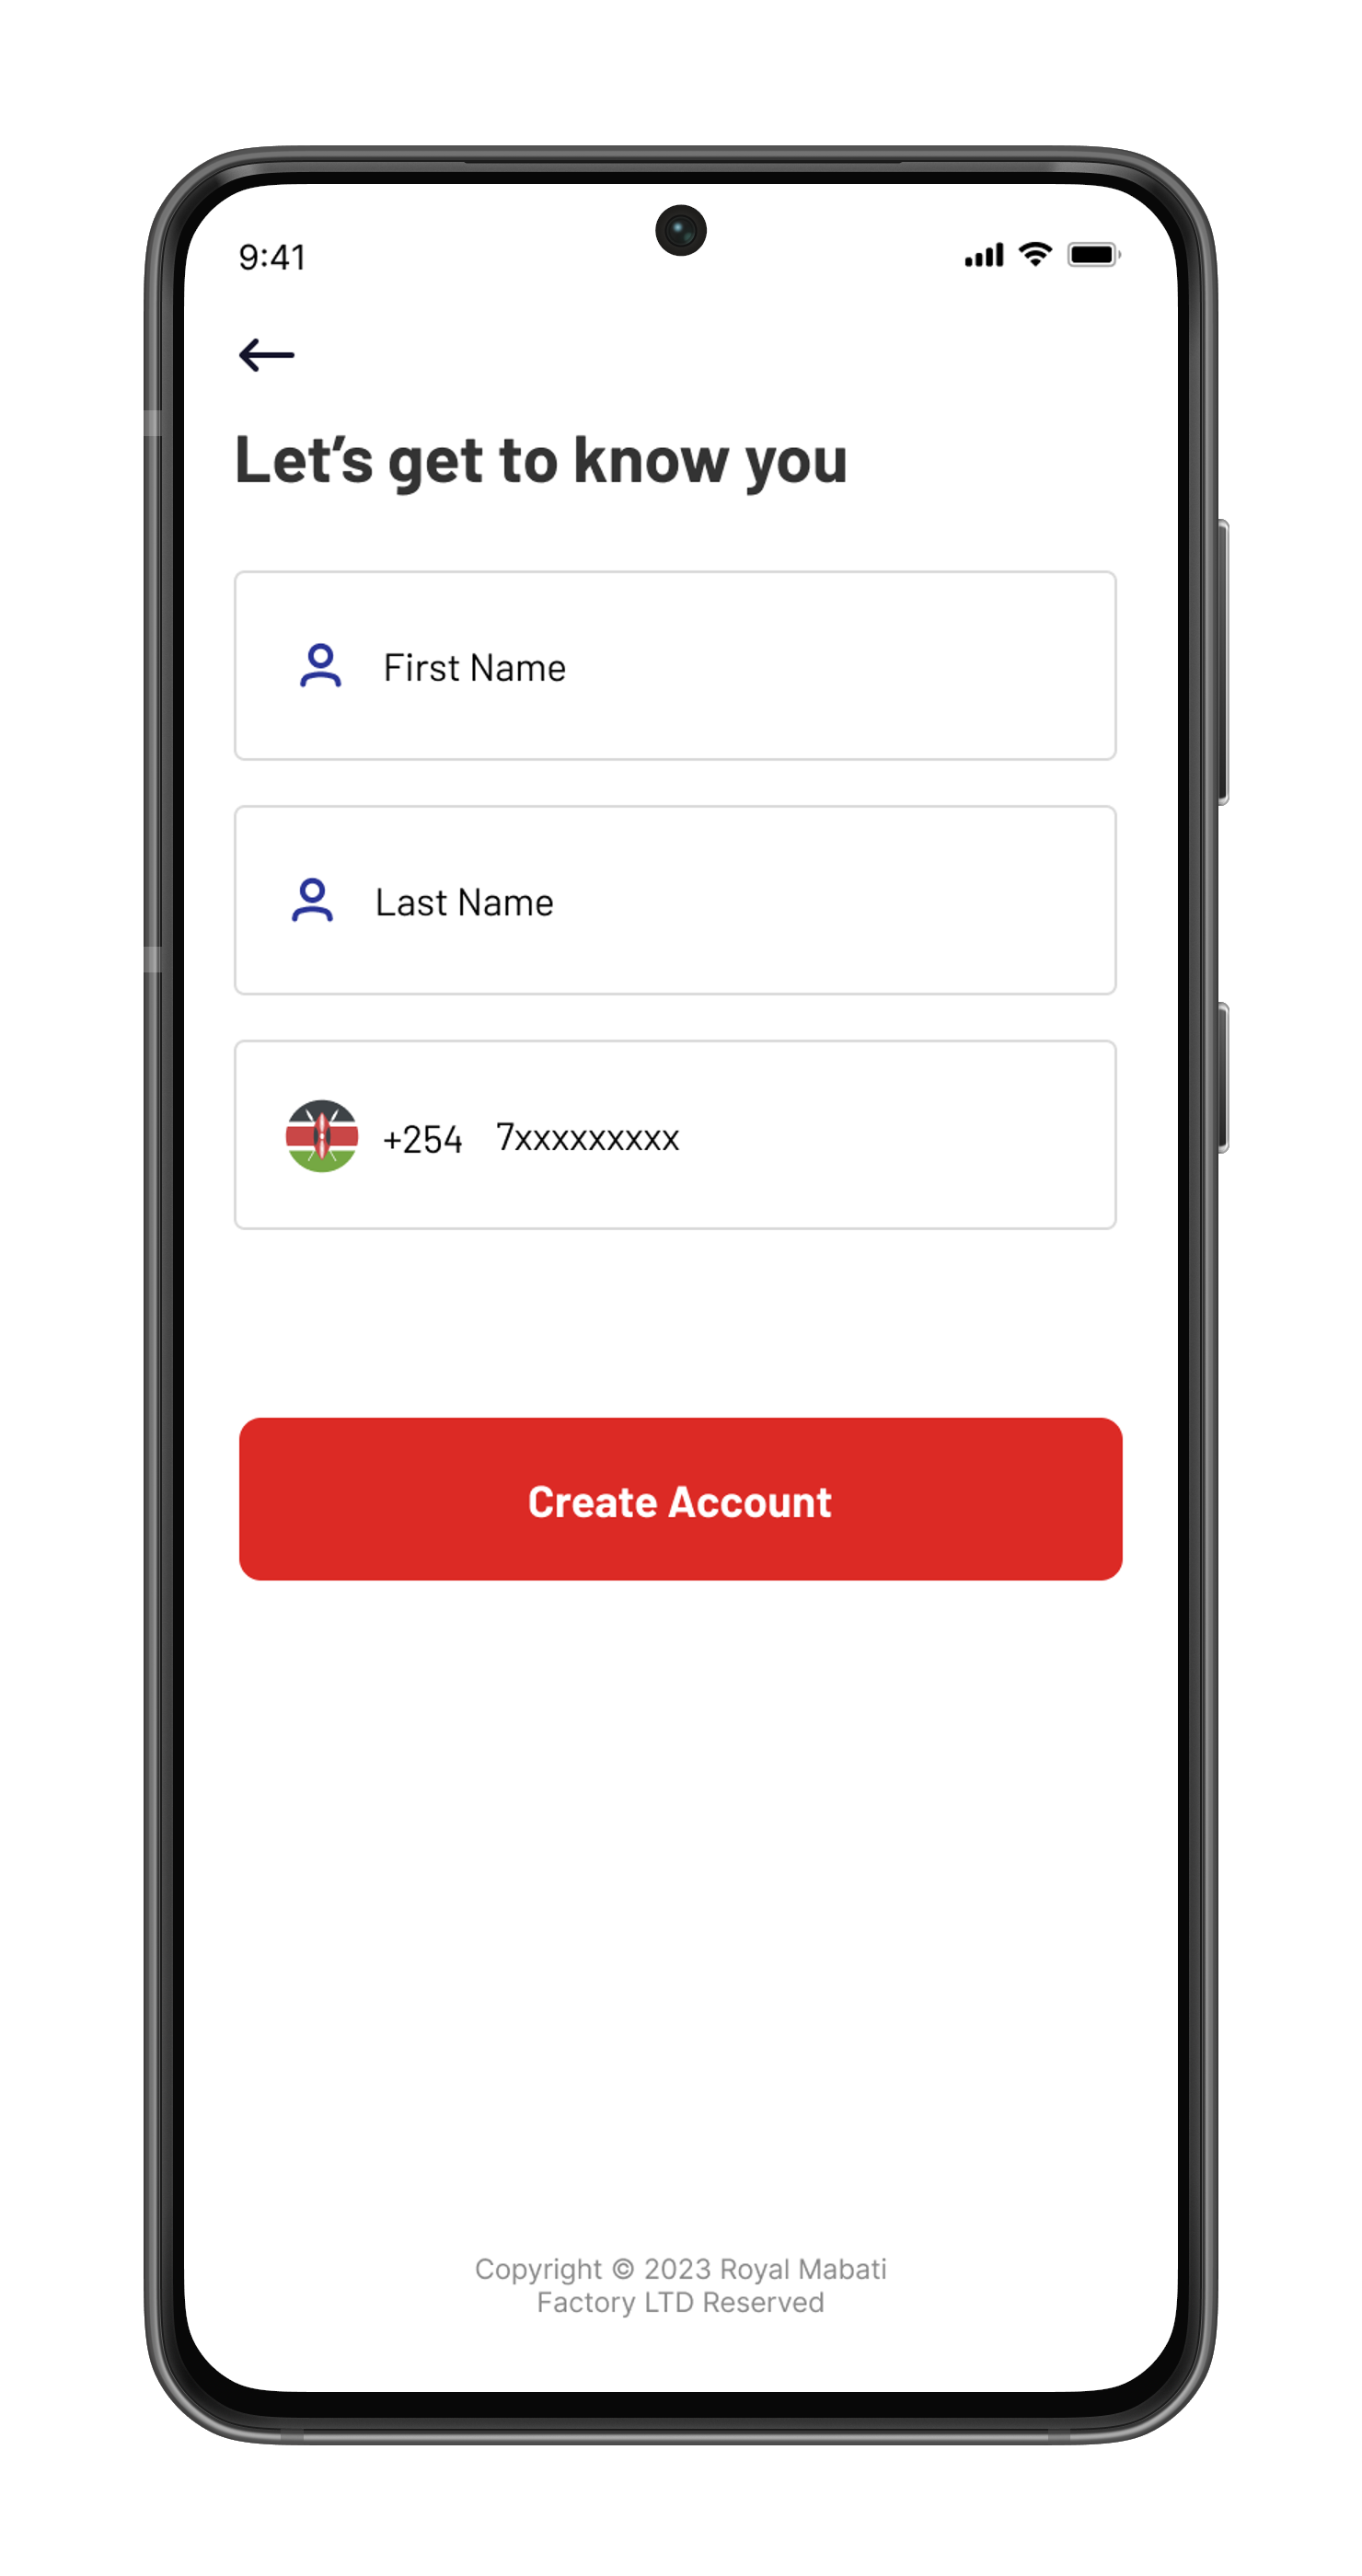 9:41
Let’s get to know you
First Name
Last Name
+254 7xxxxxxxxx
Create Account
Copyright © 2023 Royal Mabati
Factory LTD Reserved